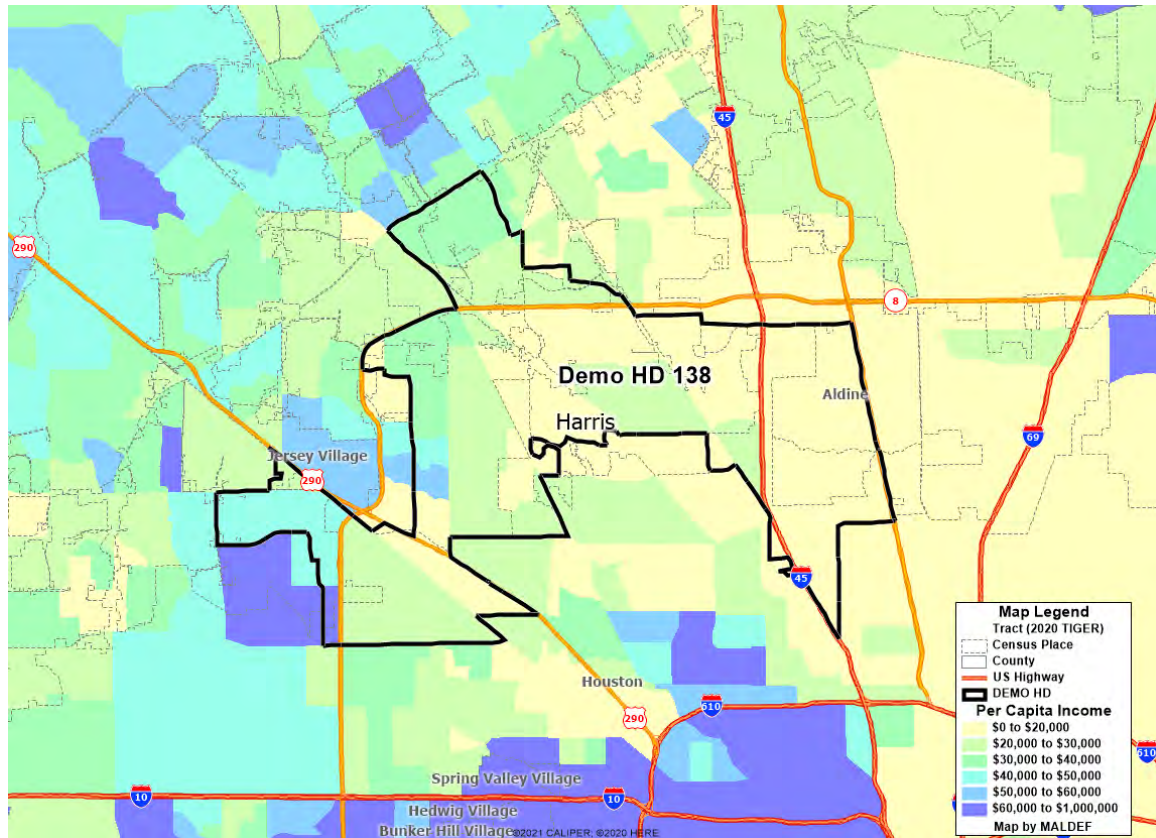 45
290
8
Demo HD 138
Aldine
Harris
69
Jersey Village
290
45
Houston
290
610
610
Spring Valley Village
10
10
Hedwig Village
Bunker Hill Village
©2021 CALIPER; ©2020 HERE
Map Legend
Tract (2020 TIGER)
Census Place
County
US Highway
DEMO HD
Per Capita Income
$0 to $20,000
$20,000 to $30,000
$30,000 to $40,000
$40,000 to $50,000
$50,000 to $60,000
$60,000 to $1,000,000
Map by MALDEF